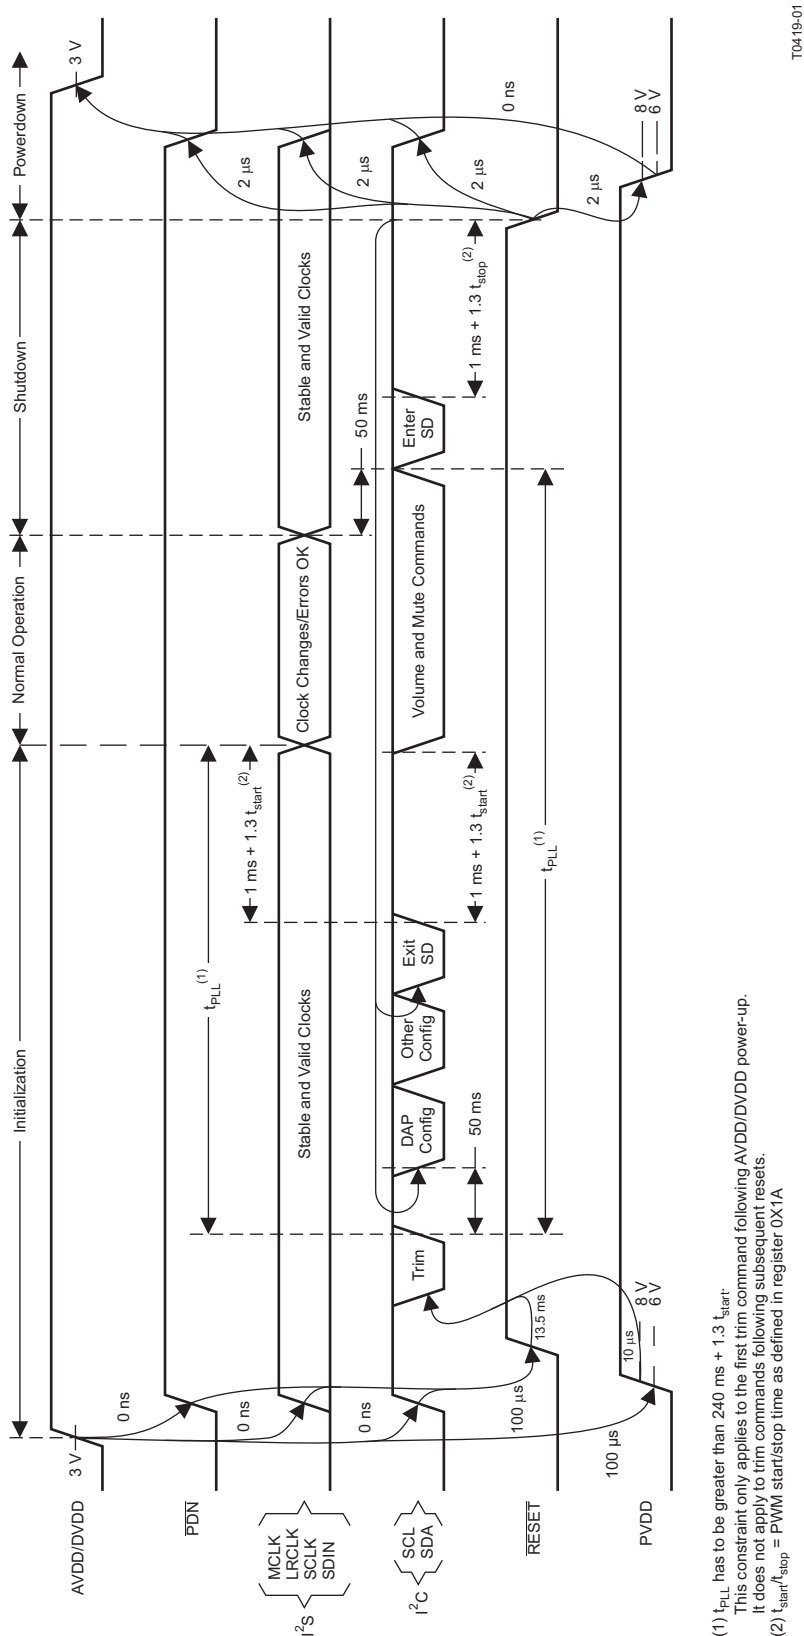 Initialization
Normal Operation
Shutdown
Powerdown
AVDD/DVDD
3 V
3 V
0 ns
PDN
0 ns
2 µs
t_PLL (1)
1 ms + 1.3 t_start (2)
I²S
MCLK
LRCLK
SCLK
SDIN
Stable and Valid Clocks
Clock Changes/Errors OK
Stable and Valid Clocks
0 ns
2 µs
50 ms
I²C
SCL
SDA
Trim
DAP
Config
Other
Config
Exit
SD
Volume and Mute Commands
Enter
SD
2 µs
50 ms
1 ms + 1.3 t_start (2)
1 ms + 1.3 t_stop (2)
RESET
100 μs
13.5 ms
t_PLL (1)
0 ns
2 µs
PVDD
100 μs
10 µs
8 V
6 V
8 V
6 V
(1) t_PLL has to be greater than 240 ms + 1.3 t_start.
This constraint only applies to the first trim command following AVDD/DVDD power-up.
It does not apply to trim commands following subsequent resets.
(2) t_start/t_stop = PWM start/stop time as defined in register 0X1A
T0419-01